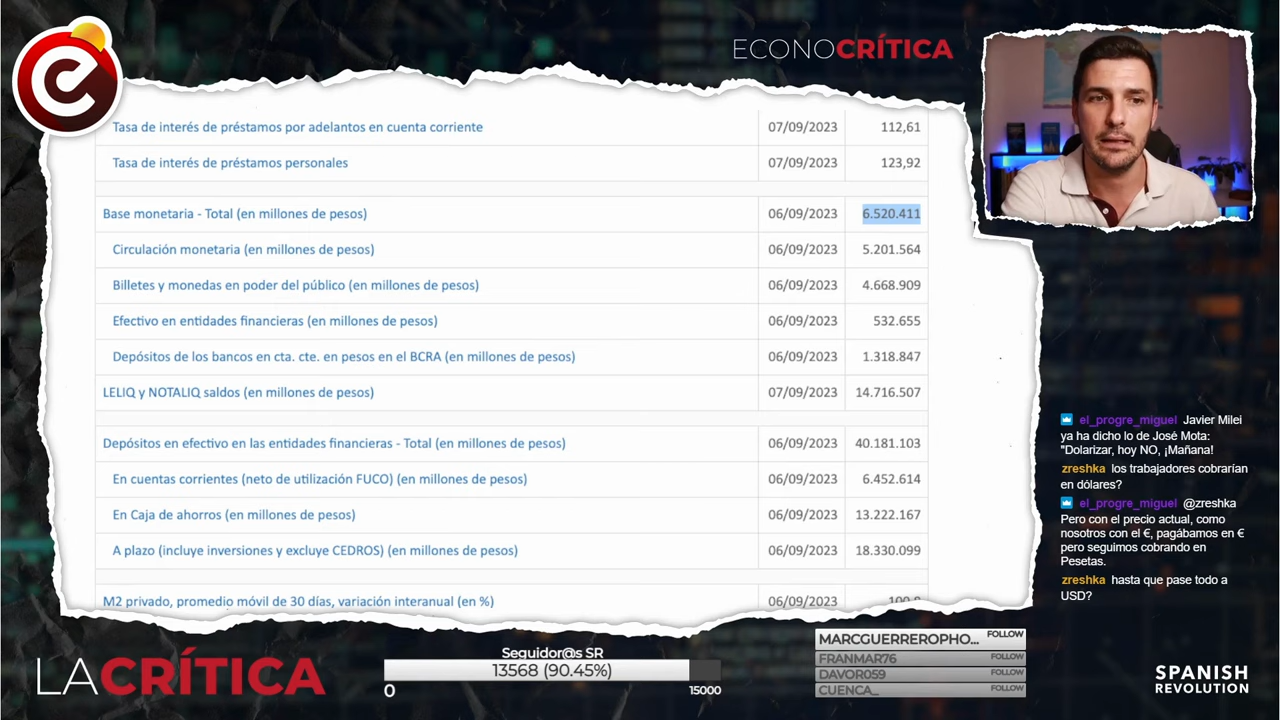 ECONOCRÍTICA
Tasa de interés de préstamos por adelantos en cuenta corriente 07/09/2023 112,61
Tasa de interés de préstamos personales 07/09/2023 123,92
Base monetaria - Total (en millones de pesos) 06/09/2023 6.520.411
Circulación monetaria (en millones de pesos) 06/09/2023 5.201.564
Billetes y monedas en poder del público (en millones de pesos) 06/09/2023 4.668.909
Efectivo en entidades financieras (en millones de pesos) 06/09/2023 532.655
Depósitos de los bancos en cta. cte. en pesos en el BCRA (en millones de pesos) 06/09/2023 1.318.847
LELIQ y NOTALIQ saldos (en millones de pesos) 07/09/2023 14.716.507
Depósitos en efectivo en las entidades financieras - Total (en millones de pesos) 06/09/2023 40.181.103
En cuentas corrientes (neto de utilización FUCO) (en millones de pesos) 06/09/2023 6.452.614
En Caja de ahorros (en millones de pesos) 06/09/2023 13.222.167
A plazo (incluye inversiones y excluye CEDROS) (en millones de pesos) 06/09/2023 18.330.099
M2 privado, promedio móvil de 30 días, variación interanual (en %) 06/09/2023
el_progre_miguel Javier Milei
ya ha dicho lo de José Mota:
"Dolarizar, hoy NO, ¡Mañana!
zreshka los trabajadores cobrarían
en dólares?
el_progre_miguel @zreshka
Pero con el precio actual, como
nosotros con el €, pagábamos en €
pero seguimos cobrando en
Pesetas.
zreshka hasta que pase todo a
USD?
LACRÍTICA
Seguidor@s SR
13568 (90.45%)
0 15000
MARCGUERREROPHO... FOLLOW
FRANMAR76 FOLLOW
DAVOR059 FOLLOW
CUENCA_ FOLLOW
SPANISH
REVOLUTION